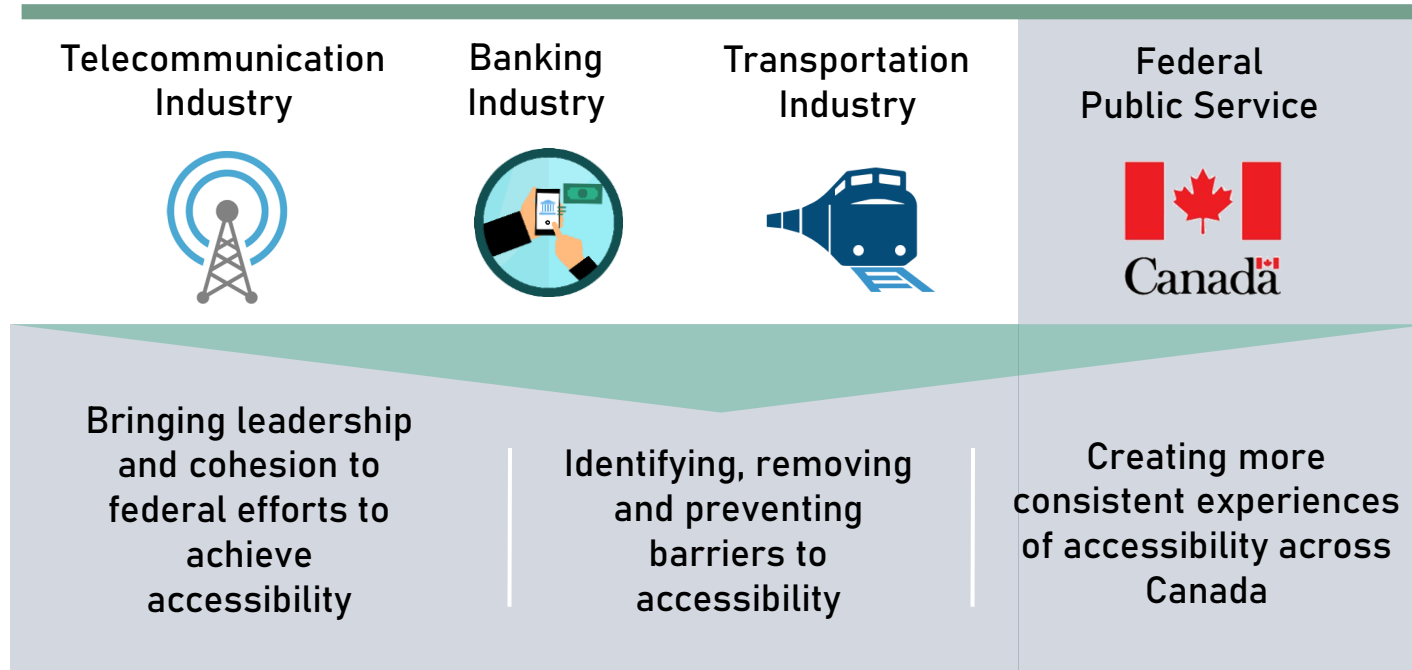 Telecommunication
Industry
Banking
Industry
Transportation
Industry
Federal
Public Service
Canada
Bringing leadership
and cohesion to
federal efforts to
achieve
accessibility
Identifying, removing
and preventing
barriers to
accessibility
Creating more
consistent experiences
of accessibility across
Canada